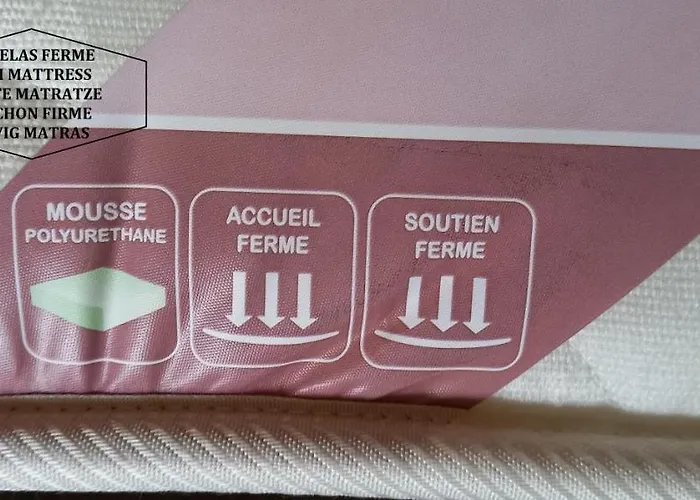 ELAS FERME
MATTRESS
TE MATRATZE
CHON FIRME
VIG MATRAS
MOUSSE
POLYURETHANE
ACCUEIL
FERME
SOUTIEN
FERME